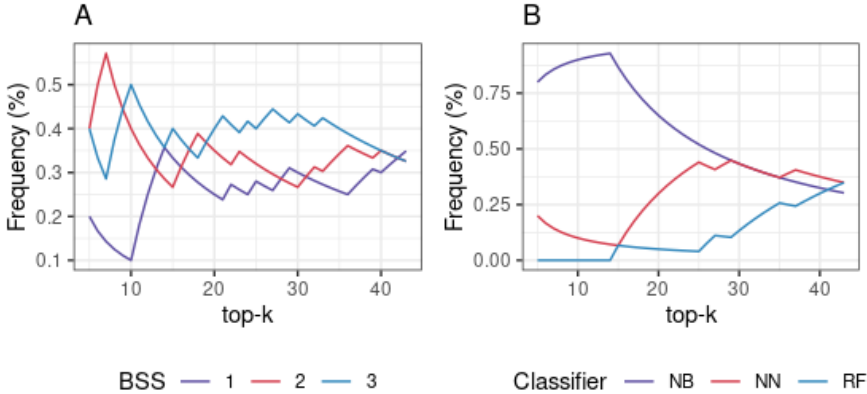 A
Frequency (%)
0.5
0.4
0.3
0.2
0.1
10 20 30 40
top-k
BSS 1 2 3
B
Frequency (%)
0.75
0.50
0.25
0.00
10 20 30 40
top-k
Classifier NB NN RF